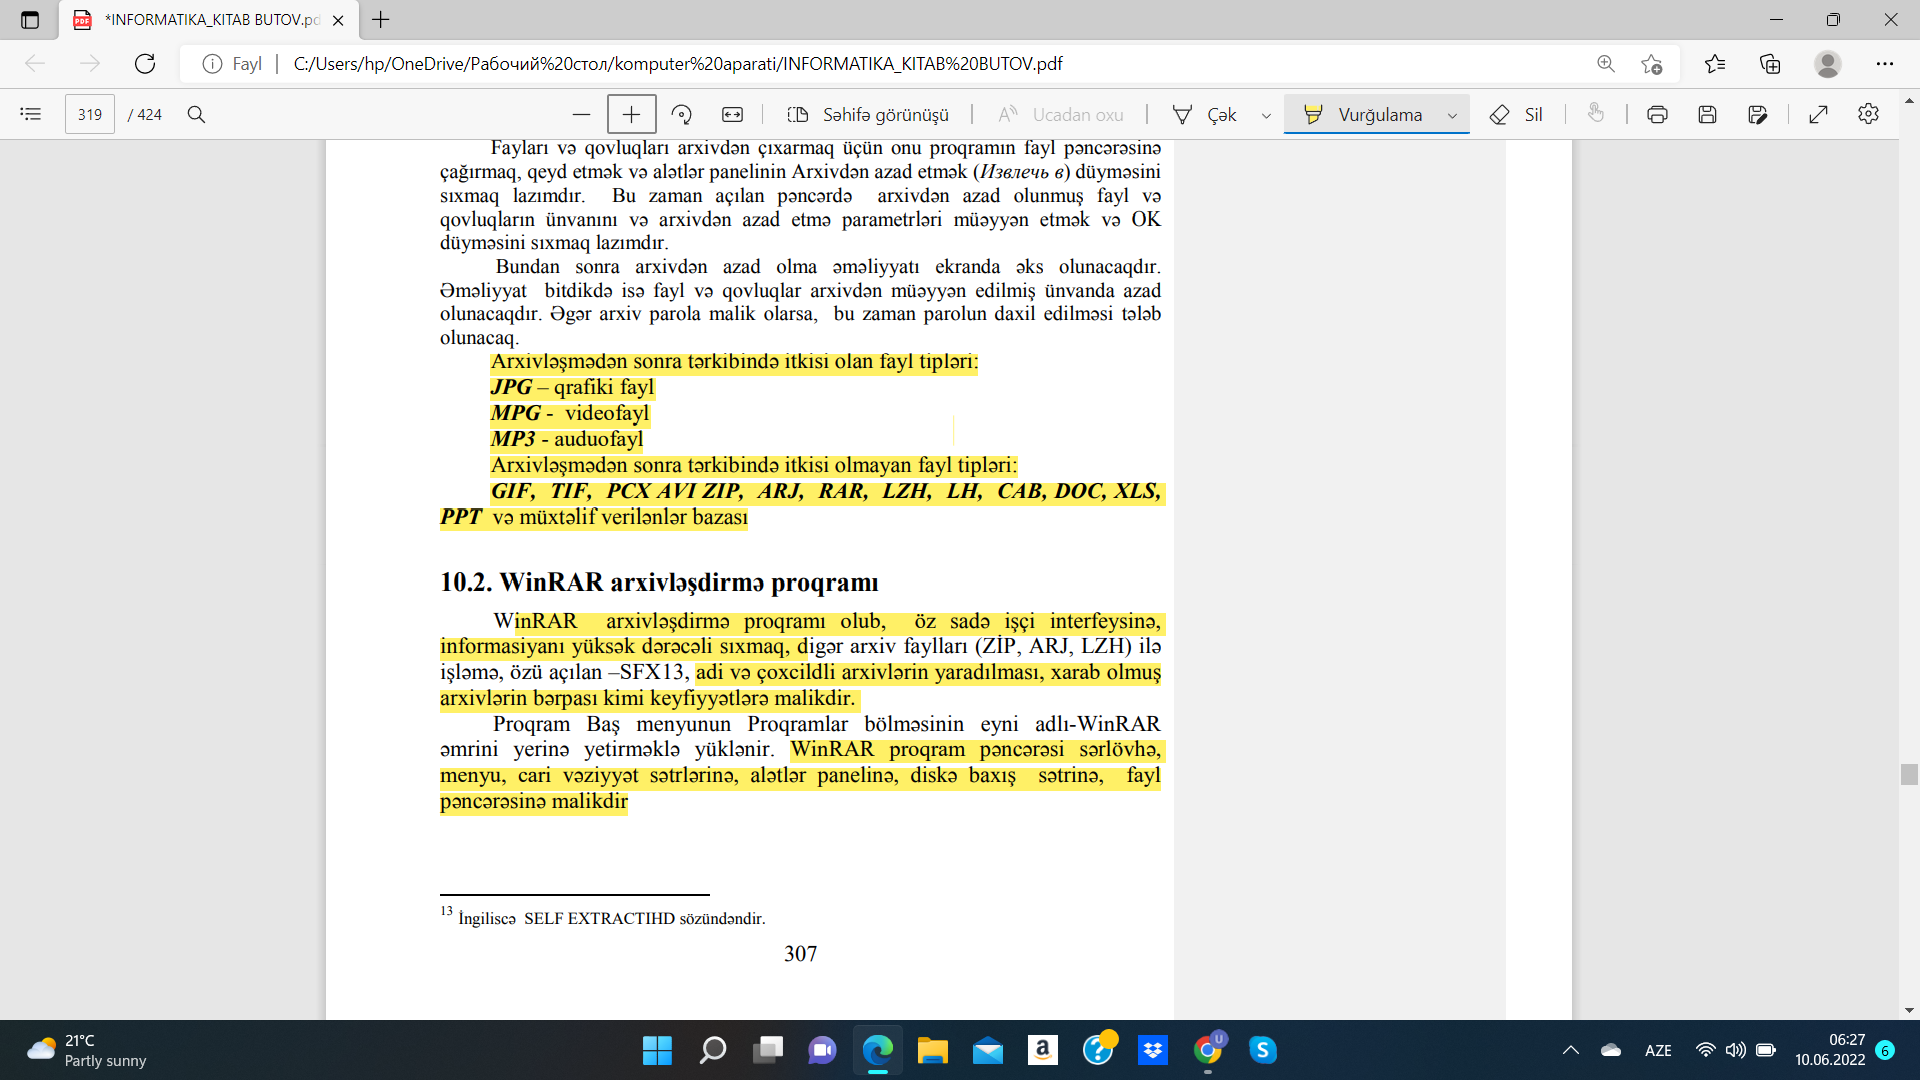 *INFORMATIKA_KITAB BUTOV.pd
Fayl
C:/Users/hp/OneDrive/Рабочий%20стол/komputer%20aparati/INFORMATIKA_KITAB%20BUTOV.pdf
319 / 424
Səhifə görünüşü
Ucadan oxu
Çək
Vurğulama
Sil
Faylları və qovluqları arxivdən çıxarmaq üçün onu proqramın fayl pəncərəsinə
çağırmaq, qeyd etmək və alətlər panelinin Arxivdən azad etmək (Извлечь в) düyməsini
sıxmaq lazımdır. Bu zaman açılan pəncərdə arxivdən azad olunmuş fayl və
qovluqların ünvanını və arxivdən azad etmə parametrləri müəyyən etmək və OK
düyməsini sıxmaq lazımdır.
Bundan sonra arxivdən azad olma əməliyyatı ekranda əks olunacaqdır.
Əməliyyat bitdikdə isə fayl və qovluqlar arxivdən müəyyən edilmiş ünvanda azad
olunacaqdır. Əgər arxiv parola malik olarsa, bu zaman parolun daxil edilməsi tələb
olunacaq.
Arxivləşmədən sonra tərkibində itkisi olan fayl tipləri:
JPG – qrafiki fayl
MPG - videofayl
MP3 - auduofayl
Arxivləşmədən sonra tərkibində itkisi olmayan fayl tipləri:
GIF, TIF, PCX AVI ZIP, ARJ, RAR, LZH, LH, CAB, DOC, XLS,
PPT və müxtəlif verilənlər bazası
10.2. WinRAR arxivləşdirmə proqramı
WinRAR arxivləşdirmə proqramı olub, öz sadə işçi interfeysinə,
informasiyanı yüksək dərəcəli sıxmaq, digər arxiv faylları (ZİP, ARJ, LZH) ilə
işləmə, özü açılan –SFX13, adi və çoxcildli arxivlərin yaradılması, xarab olmuş
arxivlərin bərpası kimi keyfiyyətlərə malikdir.
Proqram Baş menyunun Proqramlar bölməsinin eyni adlı-WinRAR
əmrini yerinə yetirməklə yüklənir. WinRAR proqram pəncərəsi sərlövhə,
menyu, cari vəziyyət sətrlərinə, alətlər panelinə, diskə baxış sətrinə, fayl
pəncərəsinə malikdir
13 İngiliscə SELF EXTRACTIHD sözündəndir.
307
21°C
Partly sunny
AZE
06:27
10.06.2022
6